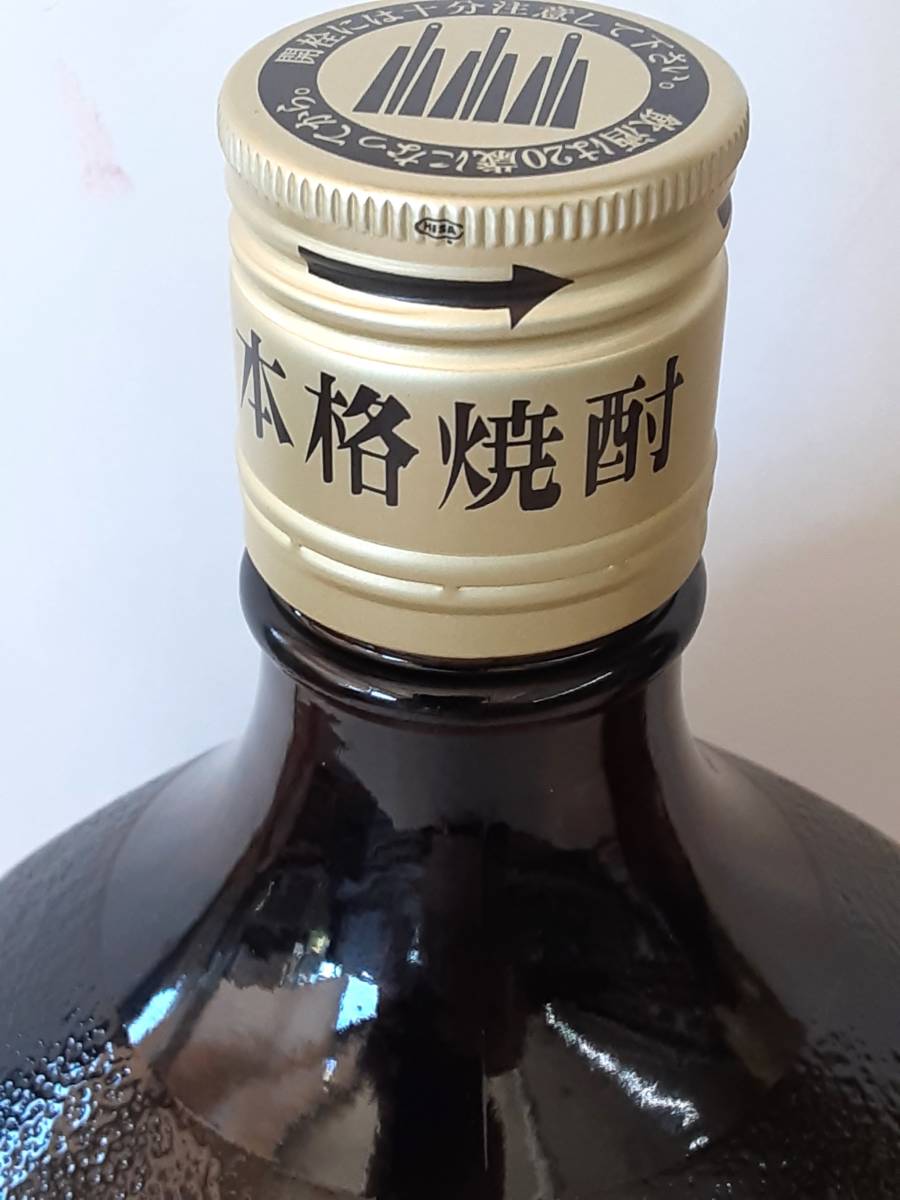 開栓には十分注意して下さい。
飲酒は20歳になってから。
HISA
本格焼酎